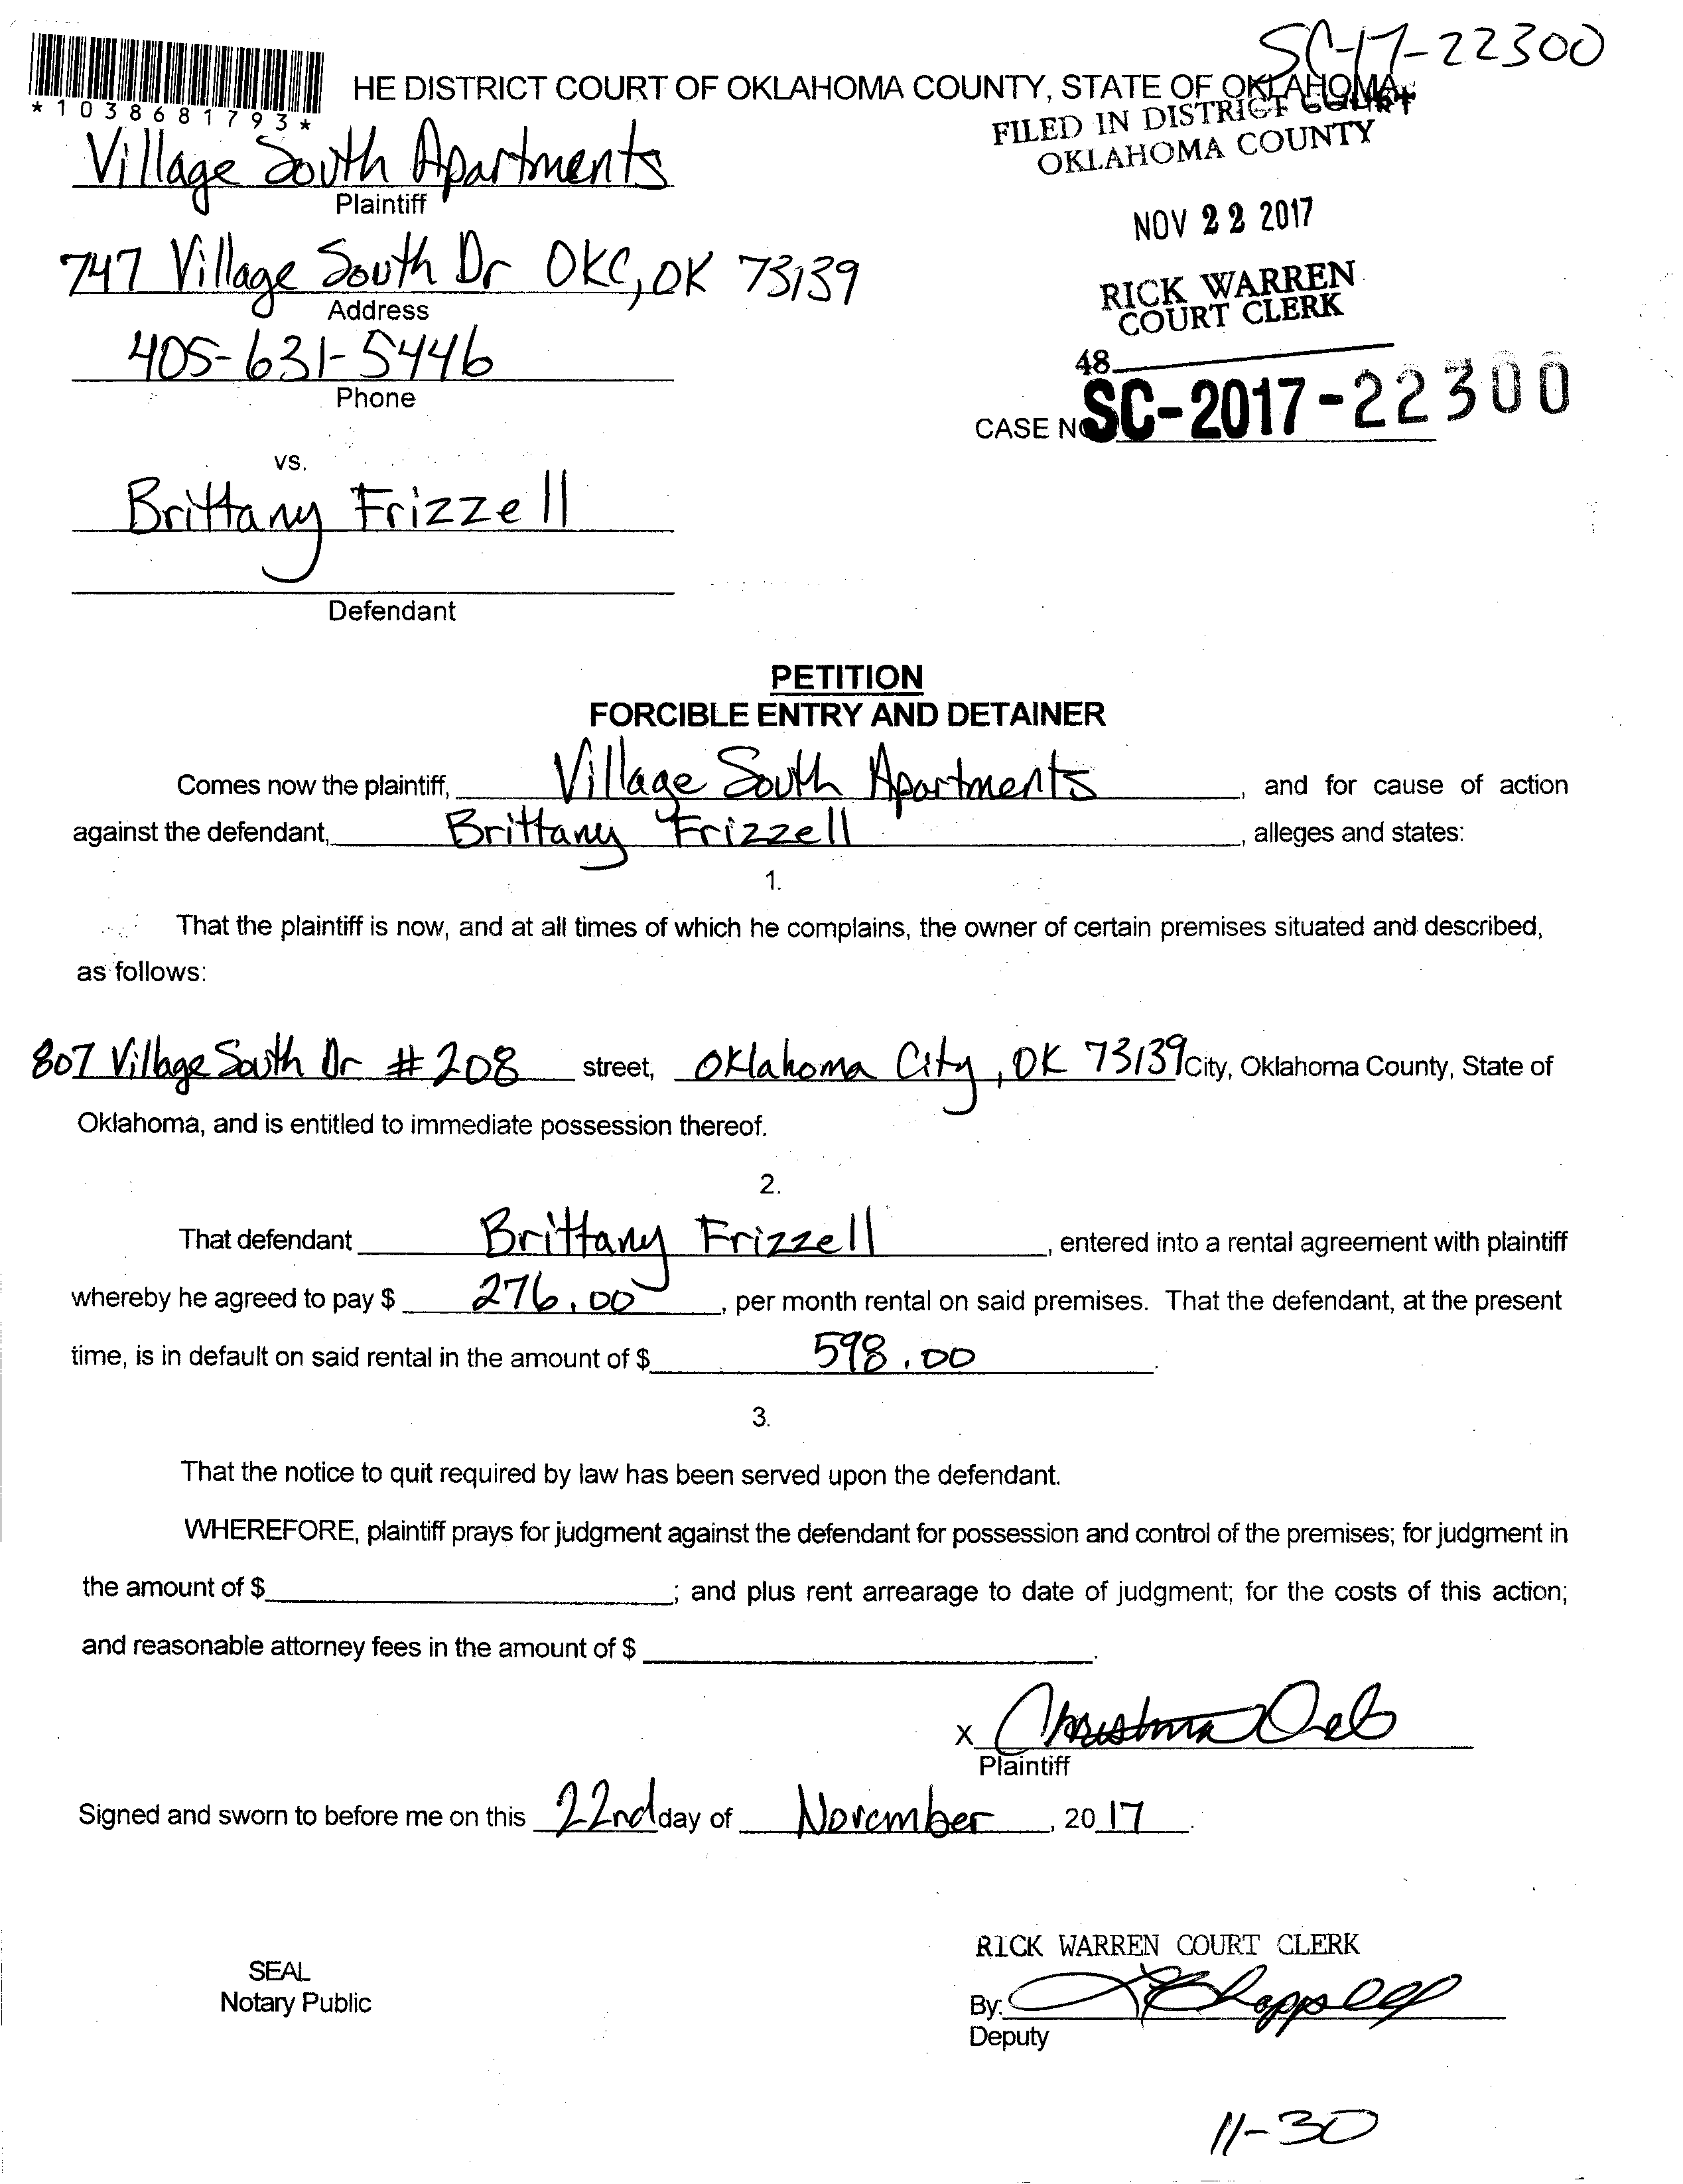 SC-17-22300
*1038681793*
HE DISTRICT COURT OF OKLAHOMA COUNTY, STATE OF OKLAHOMA
FILED IN DISTRICT COURT
OKLAHOMA COUNTY
Village South Apartments
Plaintiff
NOV 22 2017
747 Village South Dr OKC, OK 73139
Address
RICK WARREN
COURT CLERK
405-631-5446
Phone
48
CASE NO SC-2017-22300
vs.
Brittany Frizzell
Defendant
PETITION
FORCIBLE ENTRY AND DETAINER
Comes now the plaintiff, Village South Apartments, and for cause of action
against the defendant, Brittany Frizzell, alleges and states:
1.
That the plaintiff is now, and at all times of which he complains, the owner of certain premises situated and described,
as follows:
807 Village South Dr # 208 street, Oklahoma City, OK 73139 City, Oklahoma County, State of
Oklahoma, and is entitled to immediate possession thereof.
2.
That defendant Brittany Frizzell, entered into a rental agreement with plaintiff
whereby he agreed to pay $ 276.00, per month rental on said premises. That the defendant, at the present
time, is in default on said rental in the amount of $ 598.00.
3.
That the notice to quit required by law has been served upon the defendant.
WHEREFORE, plaintiff prays for judgment against the defendant for possession and control of the premises; for judgment in
the amount of $; and plus rent arrearage to date of judgment; for the costs of this action;
and reasonable attorney fees in the amount of $.
X
Plaintiff
Signed and sworn to before me on this 22nd day of November, 2017.
RICK WARREN COURT CLERK
SEAL
Notary Public
By:
Deputy
11-30